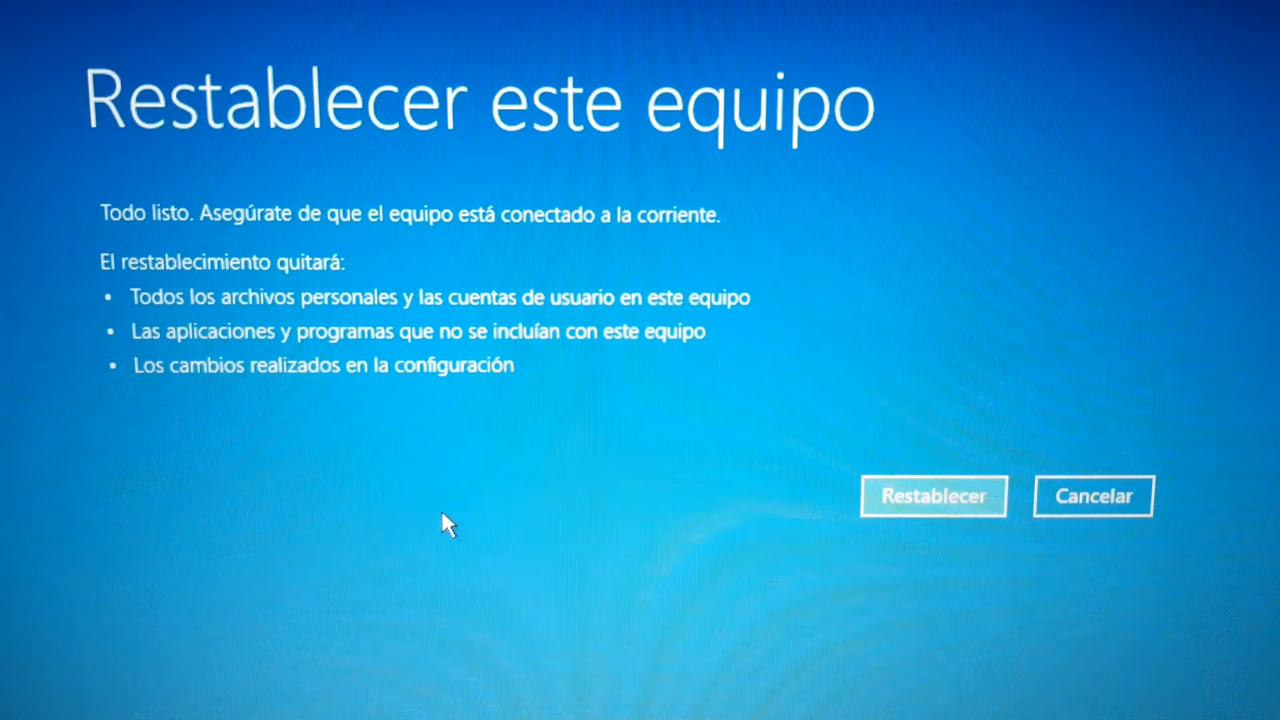 Restablecer este equipo
Todo listo. Asegúrate de que el equipo está conectado a la corriente.
El restablecimiento quitará:
• Todos los archivos personales y las cuentas de usuario en este equipo
• Las aplicaciones y programas que no se incluían con este equipo
• Los cambios realizados en la configuración
Restablecer Cancelar